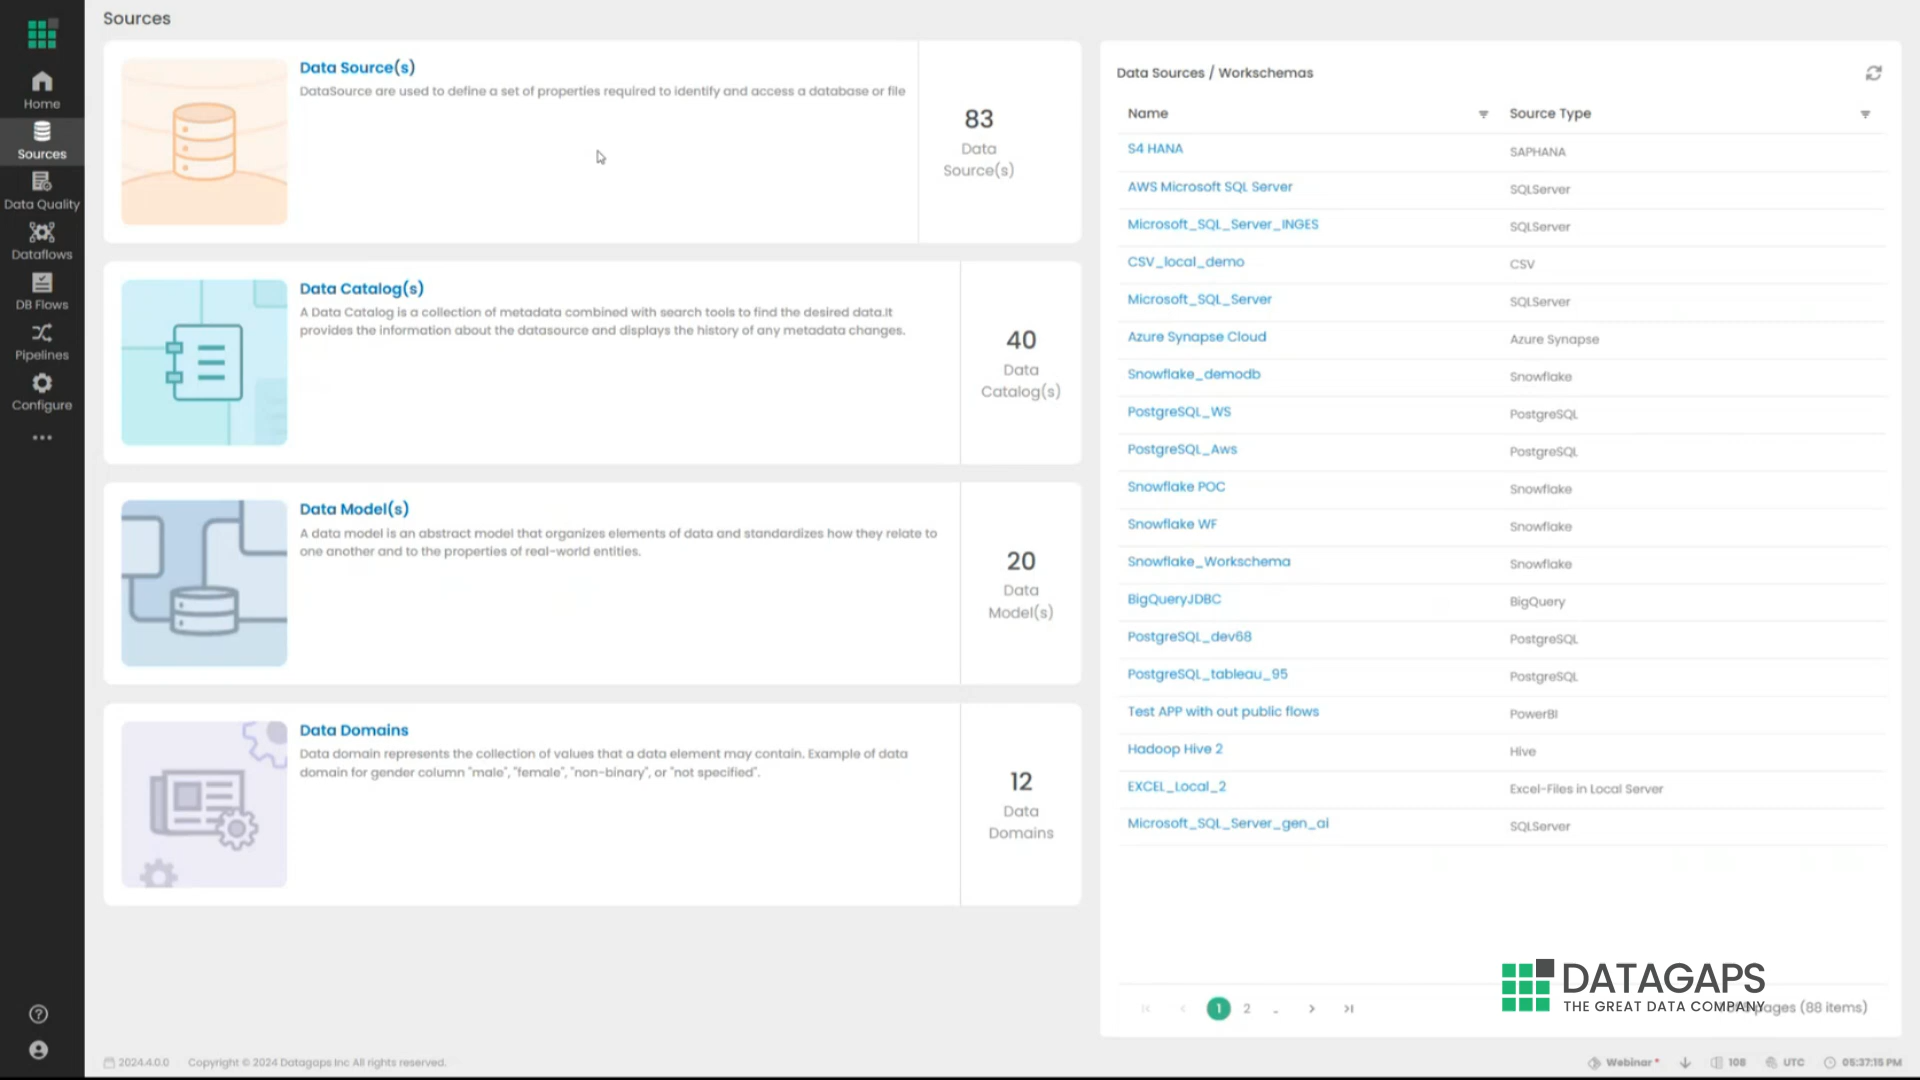 Sources
Home
Sources
Data Quality
Dataflows
DB Flows
Pipelines
Configure
Data Source(s)
DataSource are used to define a set of properties required to identify and access a database or file
83
Data
Source(s)
Data Catalog(s)
A Data Catalog is a collection of metadata combined with search tools to find the desired data.It
provides the information about the datasource and displays the history of any metadata changes.
40
Data
Catalog(s)
Data Model(s)
A data model is an abstract model that organizes elements of data and standardizes how they relate to
one another and to the properties of real-world entities.
20
Data
Model(s)
Data Domains
Data domain represents the collection of values that a data element may contain. Example of data
domain for gender column "male", "female", "non-binary", or "not specified".
12
Data
Domains
Data Sources / Workschemas
Name Source Type
S4 HANA SAPHANA
AWS Microsoft SQL Server SQLServer
Microsoft_SQL_Server_INGES SQLServer
CSV_local_demo CSV
Microsoft_SQL_Server SQLServer
Azure Synapse Cloud Azure Synapse
Snowflake_demodb Snowflake
PostgreSQL_WS PostgreSQL
PostgreSQL_Aws PostgreSQL
Snowflake POC Snowflake
Snowflake WF Snowflake
Snowflake_Workschema Snowflake
BigQueryJDBC BigQuery
PostgreSQL_dev68 PostgreSQL
PostgreSQL_tableau_95 PostgreSQL
Test APP with out public flows PowerBI
Hadoop Hive 2 Hive
EXCEL_Local_2 Excel-Files in Local Server
Microsoft_SQL_Server_gen_ai SQLServer
1 2 ..
pages (88 items)
DATAGAPS
THE GREAT DATA COMPANY
2024.4.0.0 Copyright © 2024 Datagaps Inc All rights reserved.
Webinar * 108 UTC 05:37:15 PM